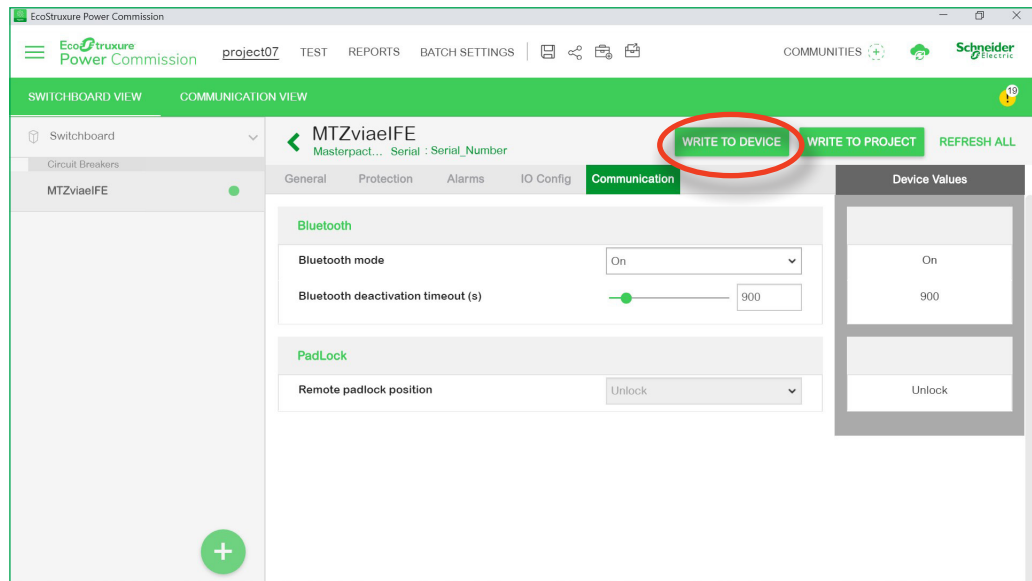 EcoStruxure Power Commission
EcoStruxure
Power Commission
project07 TEST REPORTS BATCH SETTINGS COMMUNITIES Schneider
Electric
SWITCHBOARD VIEW COMMUNICATION VIEW 19
Switchboard
Circuit Breakers
MTZviaeIFE
MTZviaeIFE
Masterpact... Serial : Serial_Number
WRITE TO DEVICE WRITE TO PROJECT REFRESH ALL
General Protection Alarms IO Config Communication Device Values
Bluetooth
Bluetooth mode On On
Bluetooth deactivation timeout (s) 900 900
PadLock
Remote padlock position Unlock Unlock